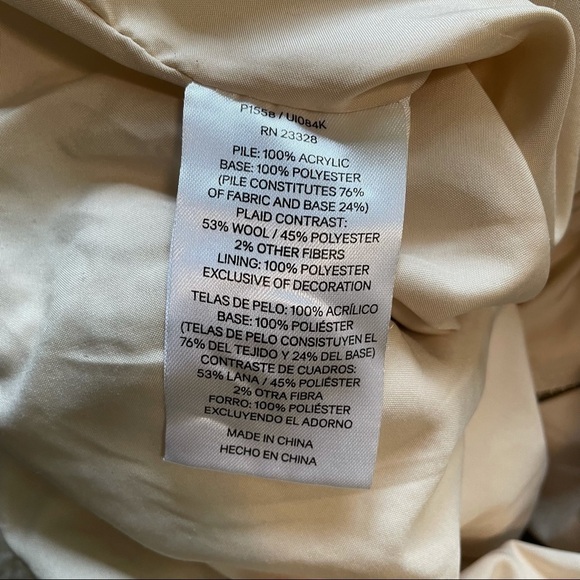 P1558 / UI084K
RN 23328
PILE: 100% ACRYLIC
BASE: 100% POLYESTER
(PILE CONSTITUTES 76%
OF FABRIC AND BASE 24%)
PLAID CONTRAST:
53% WOOL / 45% POLYESTER
2% OTHER FIBERS
LINING: 100% POLYESTER
EXCLUSIVE OF DECORATION
TELAS DE PELO: 100% ACRÍLICO
BASE: 100% POLIÉSTER
(TELAS DE PELO CONSISTUYEN EL
76% DEL TEJIDO Y 24% DEL BASE)
CONTRASTE DE CUADROS:
53% LANA / 45% POLIÉSTER
2% OTRA FIBRA
FORRO: 100% POLIÉSTER
EXCLUYENDO EL ADORNO
MADE IN CHINA
HECHO EN CHINA